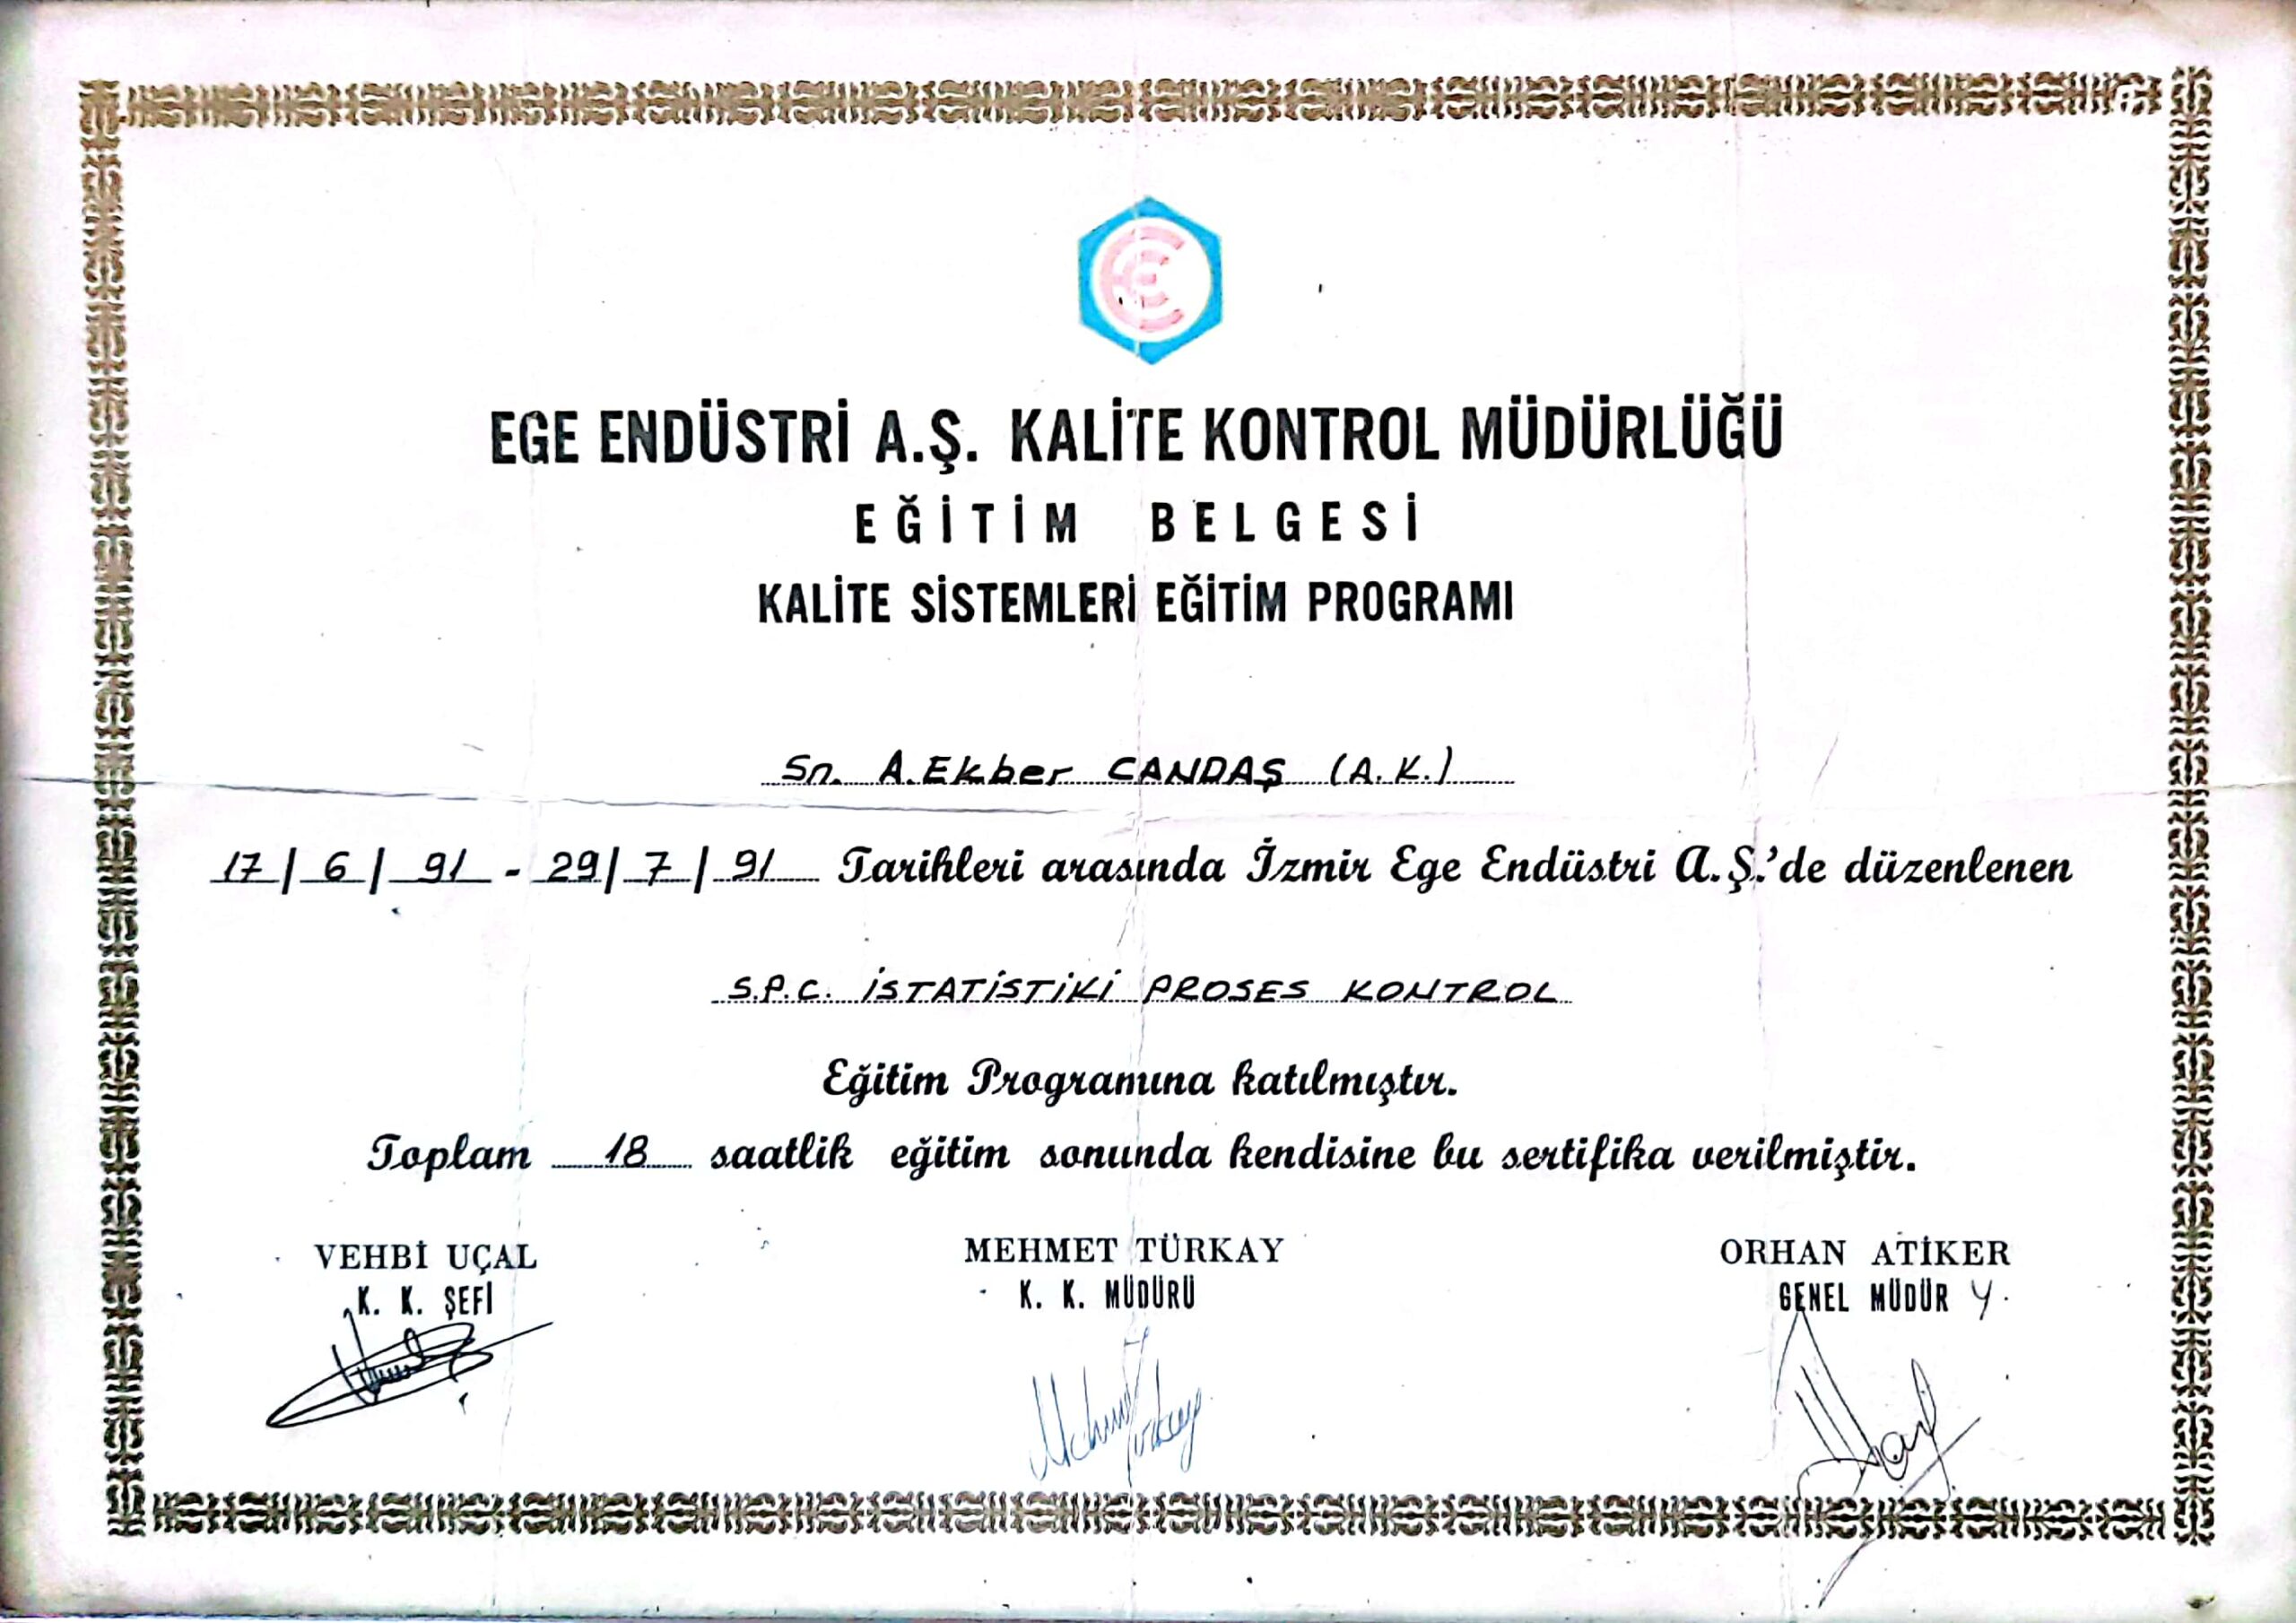 EGE ENDÜSTRİ A.Ş. KALİTE KONTROL MÜDÜRLÜĞÜ
EĞİTİM BELGESİ
KALİTE SİSTEMLERİ EĞİTİM PROGRAMI
Sn. A.Ekber CANDAŞ (A.K.)
17/6/91 - 29/7/91 Tarihleri arasında İzmir Ege Endüstri A.Ş.'de düzenlenen
S.P.C. İSTATİSTİKİ PROSES KONTROL
Eğitim Programına katılmıştır.
Toplam 18 saatlik eğitim sonunda kendisine bu sertifika verilmiştir.
VEHBİ UÇAL MEHMET TÜRKAY ORHAN ATİKER
K. K. ŞEFİ K. K. MÜDÜRÜ GENEL MÜDÜR Y.
Mehmet Türkay